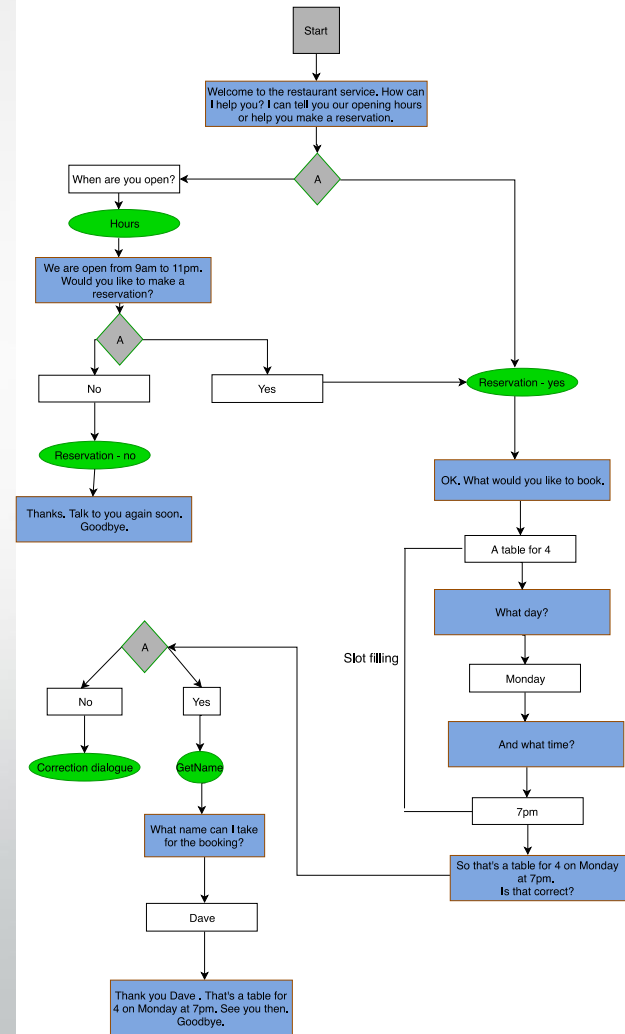 Start
Welcome to the restaurant service. How can
I help you? I can tell you our opening hours
or help you make a reservation.
When are you open?
A
Hours
We are open from 9am to 11pm.
Would you like to make a
reservation?
A
No
Yes
Reservation - yes
Reservation - no
OK. What would you like to book.
Thanks. Talk to you again soon.
Goodbye.
A table for 4
What day?
Slot filling
A
Monday
No
Yes
And what time?
Correction dialogue
GetName
7pm
What name can I take
for the booking?
So that's a table for 4 on Monday
at 7pm.
Is that correct?
Dave
Thank you Dave . That's a table for
4 on Monday at 7pm. See you then.
Goodbye.